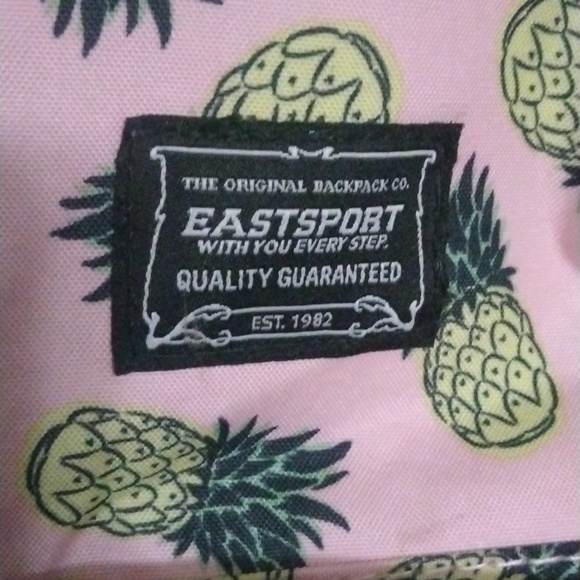 THE ORIGINAL BACKPACK CO.
EASTSPORT
WITH YOU EVERY STEP.
QUALITY GUARANTEED
EST. 1982